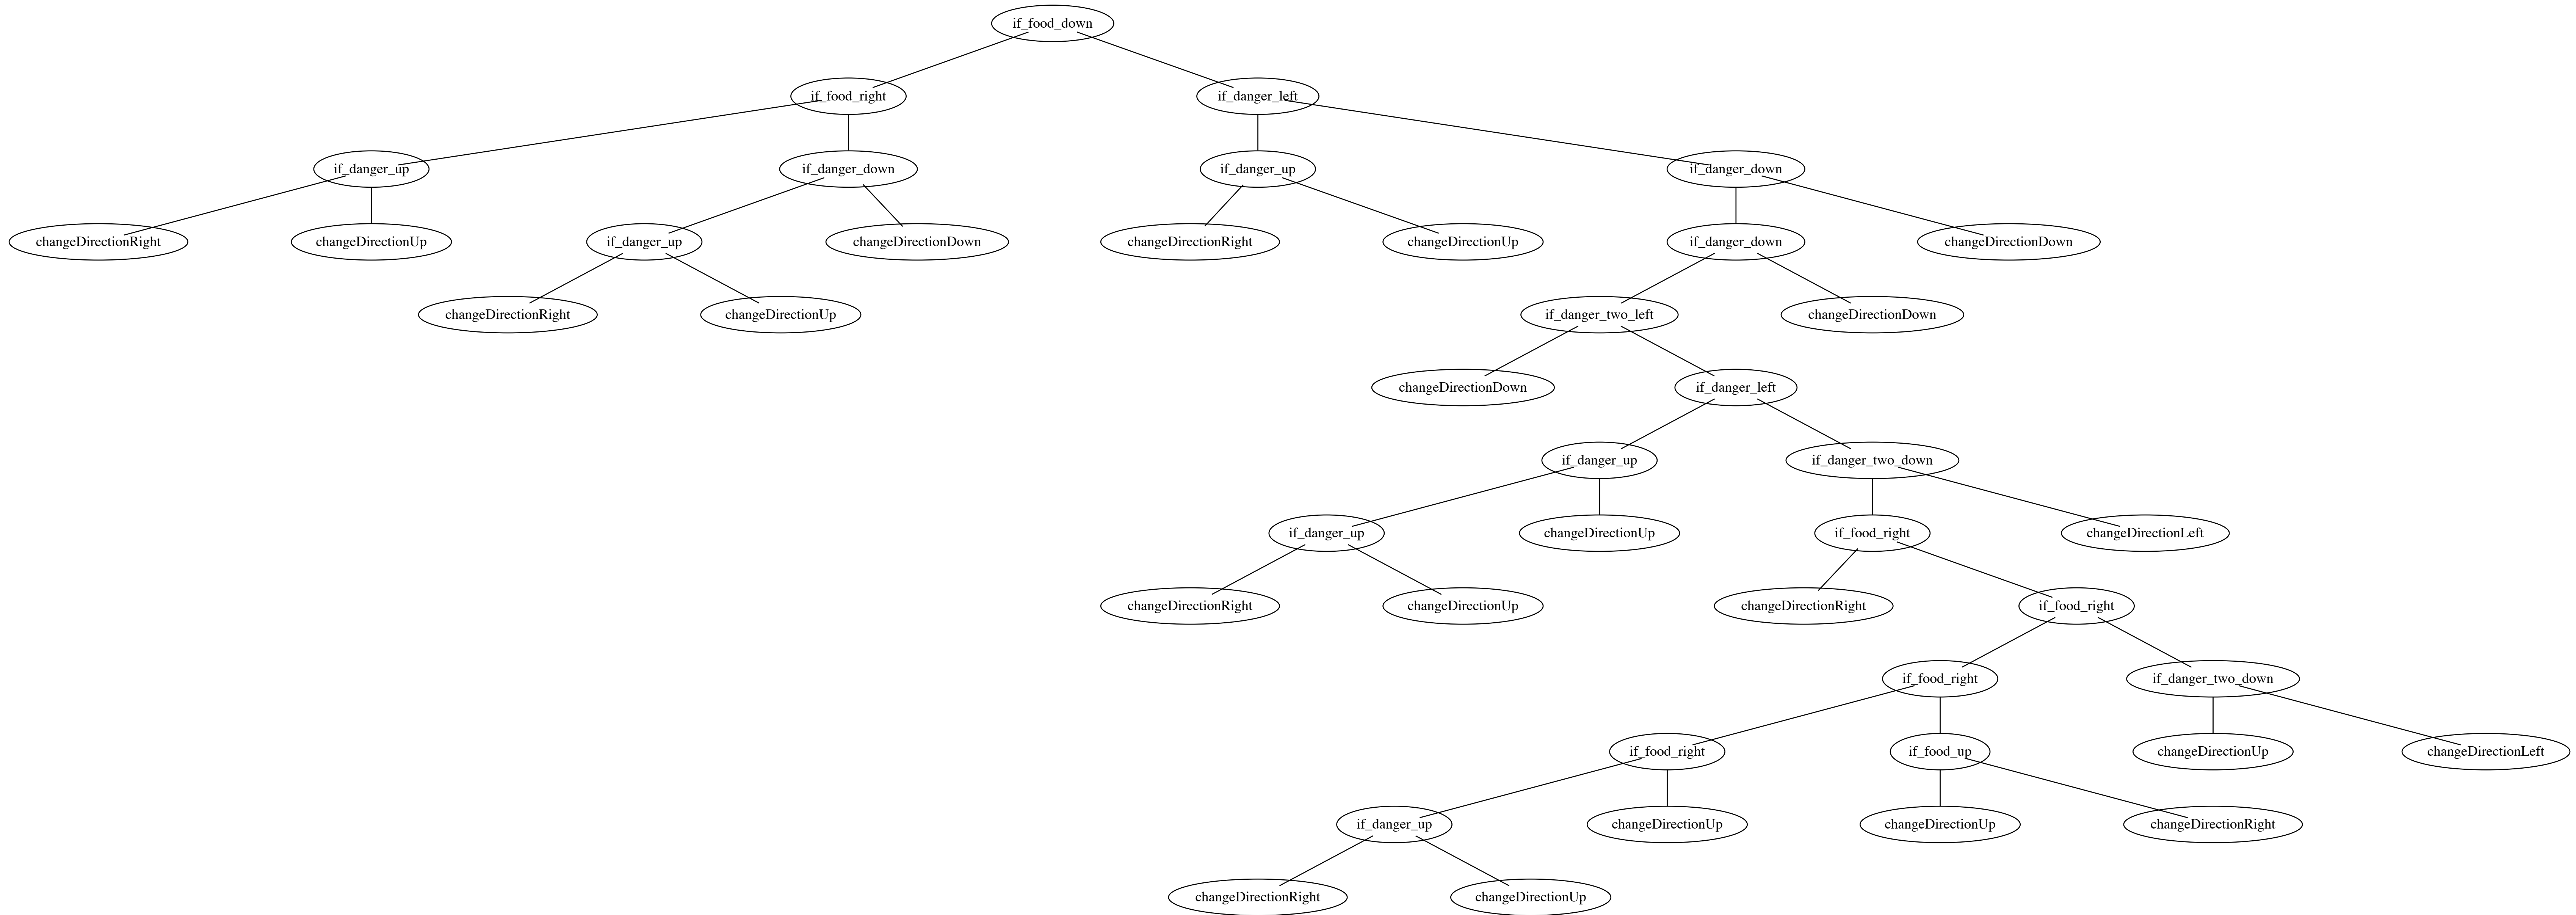 if_food_down
if_food_right
if_danger_left
if_danger_up
if_danger_down
if_danger_up
if_danger_down
changeDirectionRight
changeDirectionUp
if_danger_up
changeDirectionDown
changeDirectionRight
changeDirectionUp
if_danger_down
changeDirectionDown
changeDirectionRight
changeDirectionUp
if_danger_two_left
changeDirectionDown
changeDirectionDown
if_danger_left
if_danger_up
if_danger_two_down
if_danger_up
changeDirectionUp
if_food_right
changeDirectionLeft
changeDirectionRight
changeDirectionUp
changeDirectionRight
if_food_right
if_food_right
if_danger_two_down
if_food_right
if_food_up
changeDirectionUp
changeDirectionLeft
if_danger_up
changeDirectionUp
changeDirectionUp
changeDirectionRight
changeDirectionRight
changeDirectionUp